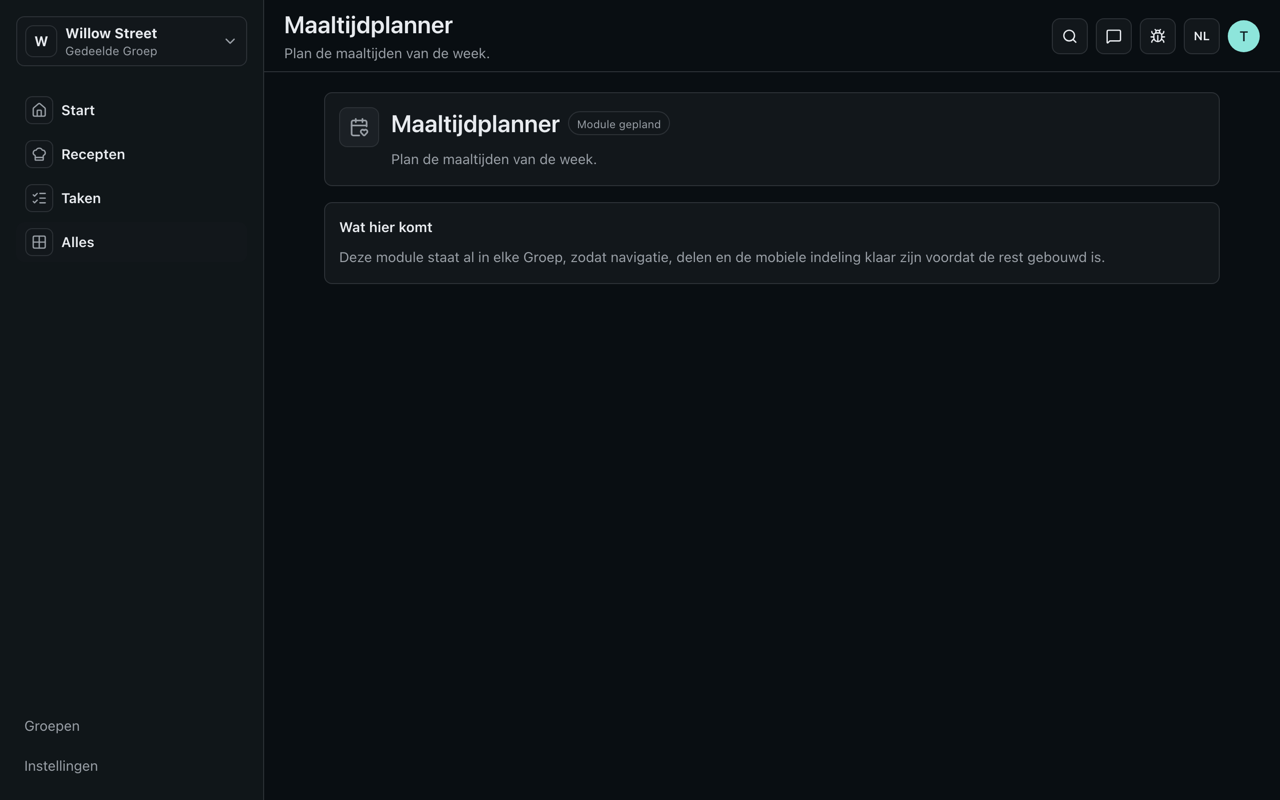 W
Willow Street
Gedeelde Groep
Start
Recepten
Taken
Alles
Groepen
Instellingen
Maaltijdplanner
Plan de maaltijden van de week.
NL
T
Maaltijdplanner
Module gepland
Plan de maaltijden van de week.
Wat hier komt
Deze module staat al in elke Groep, zodat navigatie, delen en de mobiele indeling klaar zijn voordat de rest gebouwd is.